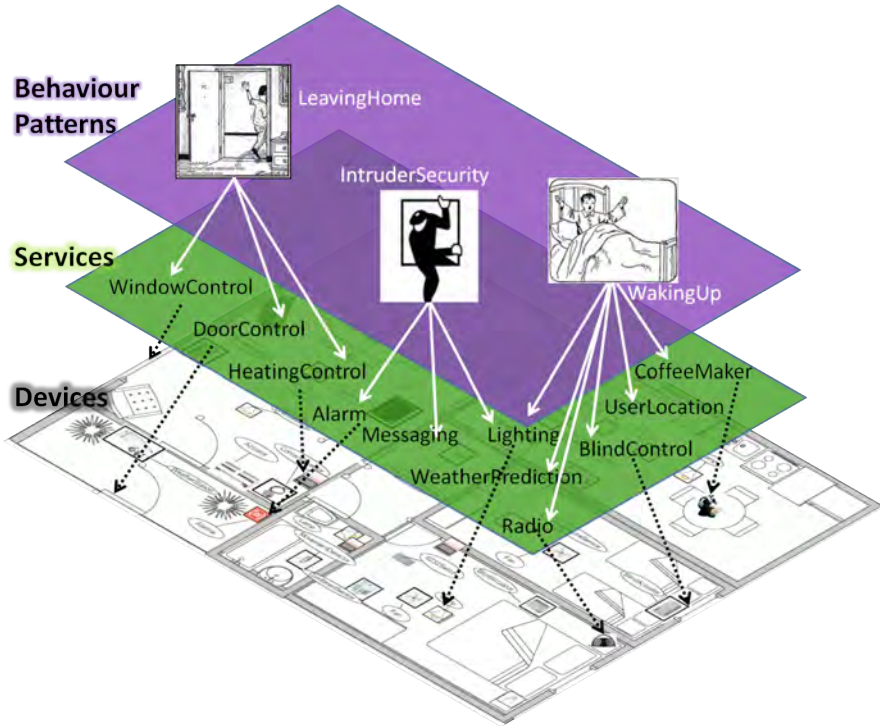 Behaviour
Patterns
LeavingHome
IntruderSecurity
WakingUp
Services
WindowControl
DoorControl
HeatingControl
CoffeeMaker
Devices
Alarm
UserLocation
Messaging
Lighting
BlindControl
WeatherPrediction
Radio